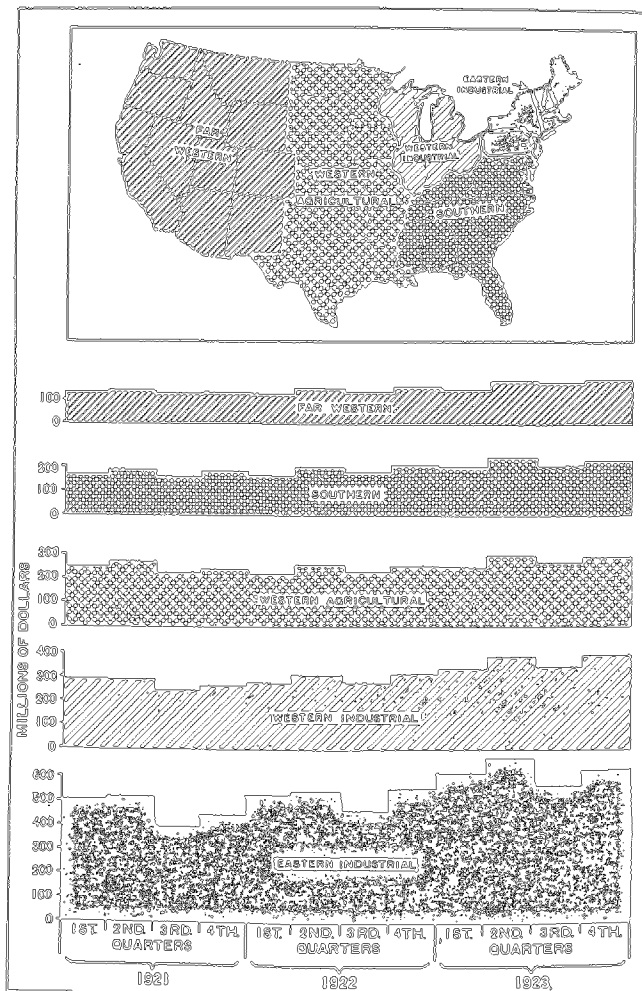 EASTERN
INDUSTRIAL
FAR
WESTERN
WESTERN
INDUSTRIAL
WESTERN
AGRICULTURAL
SOUTHERN
MILLIONS OF DOLLARS
100
0
FAR WESTERN
200
100
0
SOUTHERN
200
100
0
WESTERN AGRICULTURAL
400
300
200
100
0
WESTERN INDUSTRIAL
600
500
400
300
200
100
0
EASTERN INDUSTRIAL
1ST. 2ND. 3RD. 4TH. 1ST. 2ND. 3RD. 4TH. 1ST. 2ND. 3RD. 4TH.
QUARTERS QUARTERS QUARTERS
1921 1922 1923